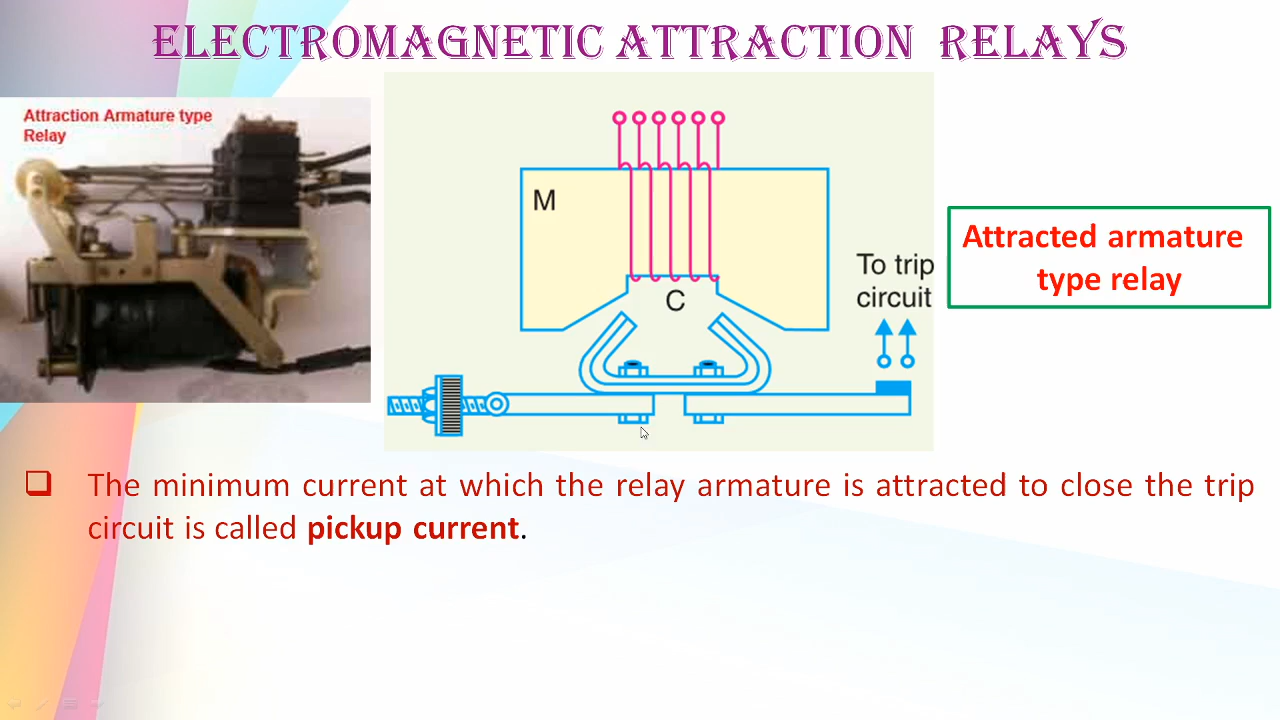 ELECTROMAGNETIC ATTRACTION RELAYS
Attraction Armature type
Relay
M
C
To trip
circuit
Attracted armature
type relay
The minimum current at which the relay armature is attracted to close the trip
circuit is called pickup current.